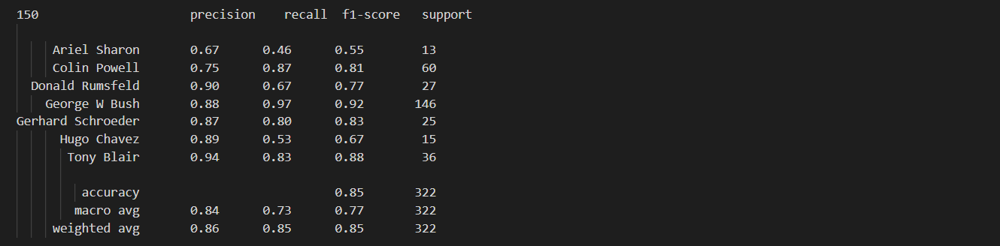 150 precision recall f1-score support
Ariel Sharon 0.67 0.46 0.55 13
Colin Powell 0.75 0.87 0.81 60
Donald Rumsfeld 0.90 0.67 0.77 27
George W Bush 0.88 0.97 0.92 146
Gerhard Schroeder 0.87 0.80 0.83 25
Hugo Chavez 0.89 0.53 0.67 15
Tony Blair 0.94 0.83 0.88 36
accuracy 0.85 322
macro avg 0.84 0.73 0.77 322
weighted avg 0.86 0.85 0.85 322